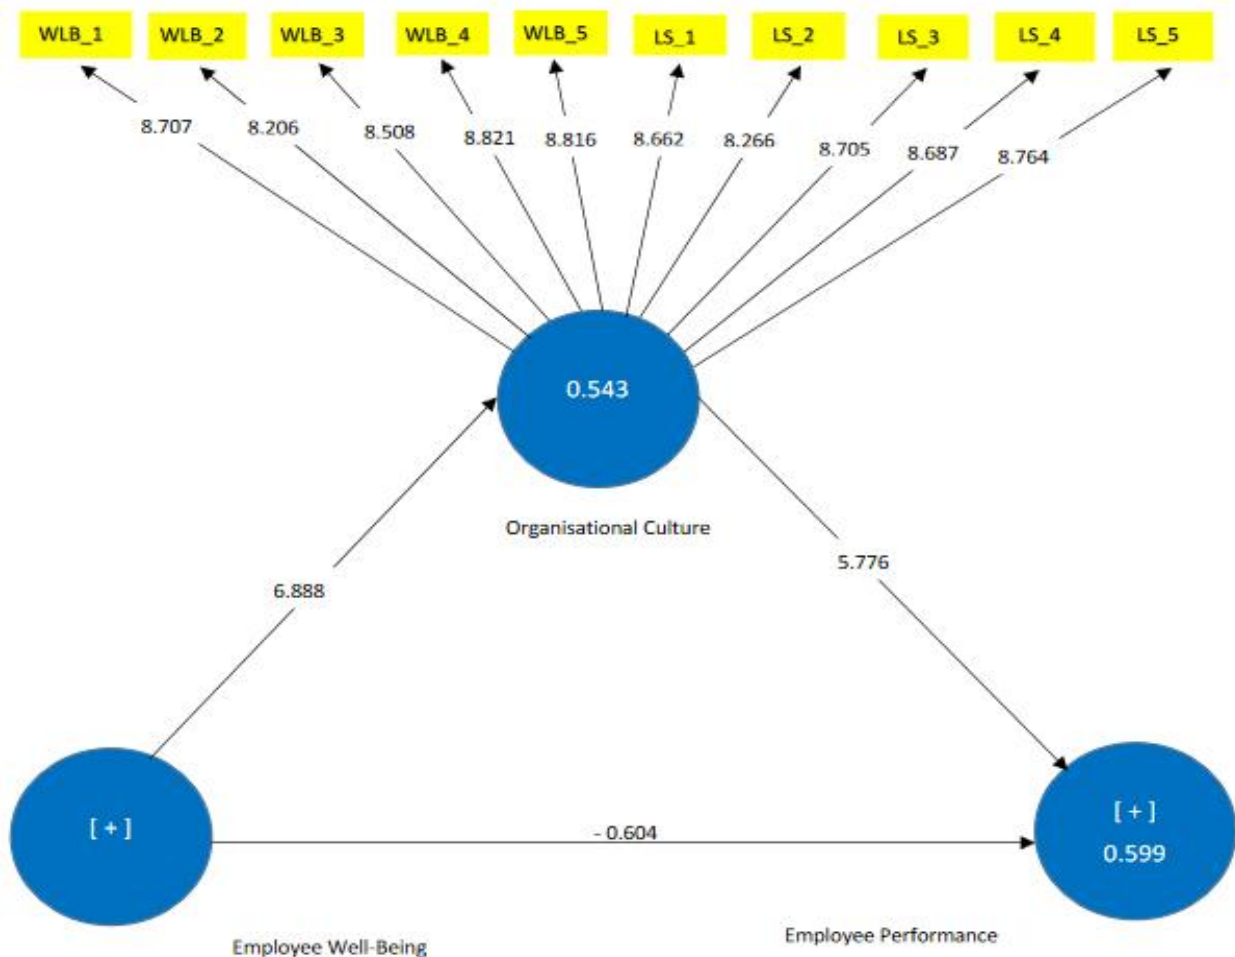 WLB_1 WLB_2 WLB_3 WLB_4 WLB_5 LS_1 LS_2 LS_3 LS_4 LS_5
8.707 8.206 8.508 8.821 8.816 8.662 8.266 8.705 8.687 8.764
0.543
Organisational Culture
6.888 5.776
[ + ] [ + ]
- 0.604
0.599
Employee Well-Being Employee Performance